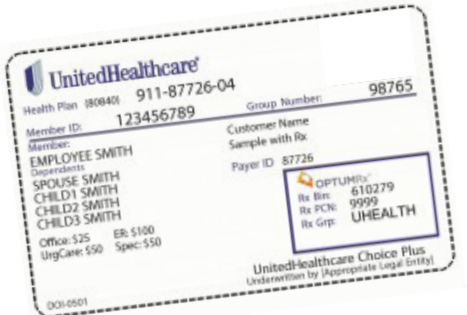 UnitedHealthcare®
Health Plan (80840) 911-87726-04
Member ID: 123456789 Group Number: 98765
Member:
EMPLOYEE SMITH
Dependents
SPOUSE SMITH
CHILD1 SMITH
CHILD2 SMITH
CHILD3 SMITH
Customer Name
Sample with Rx
Payer ID 87726
Office: $25 ER: $100
UrgCare: $50 Spec: $50
OPTUMRx™
Rx Bin: 610279
Rx PCN: 9999
Rx Grp: UHEALTH
UnitedHealthcare Choice Plus
Underwritten by [Appropriate Legal Entity]
DOI-0501